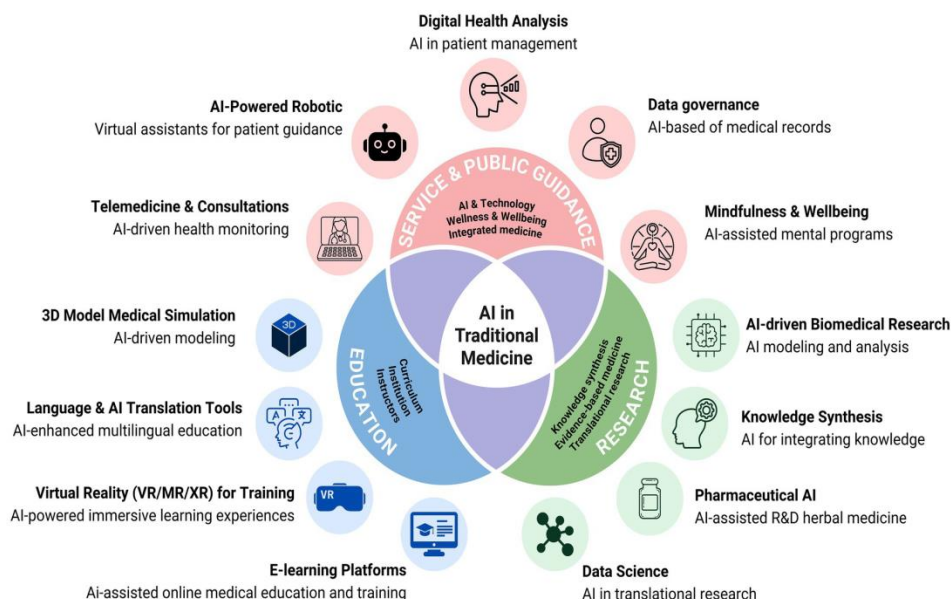 Digital Health Analysis
AI in patient management
AI-Powered Robotic
Virtual assistants for patient guidance
Data governance
AI-based of medical records
Telemedicine & Consultations
AI-driven health monitoring
Mindfulness & Wellbeing
AI-assisted mental programs
SERVICE & PUBLIC GUIDANCE
AI & Technology
Wellness & Wellbeing
Integrated medicine
3D Model Medical Simulation
AI-driven modeling
3D
AI in
Traditional
Medicine
AI-driven Biomedical Research
AI modeling and analysis
EDUCATION
Curriculum
Institution
Instructors
Knowledge synthesis
Evidence-based medicine
Translational research
RESEARCH
Language & AI Translation Tools
AI-enhanced multilingual education
A
文
Knowledge Synthesis
AI for integrating knowledge
Virtual Reality (VR/MR/XR) for Training
AI-powered immersive learning experiences
VR
Pharmaceutical AI
AI-assisted R&D herbal medicine
E-learning Platforms
Ai-assisted online medical education and training
Data Science
AI in translational research